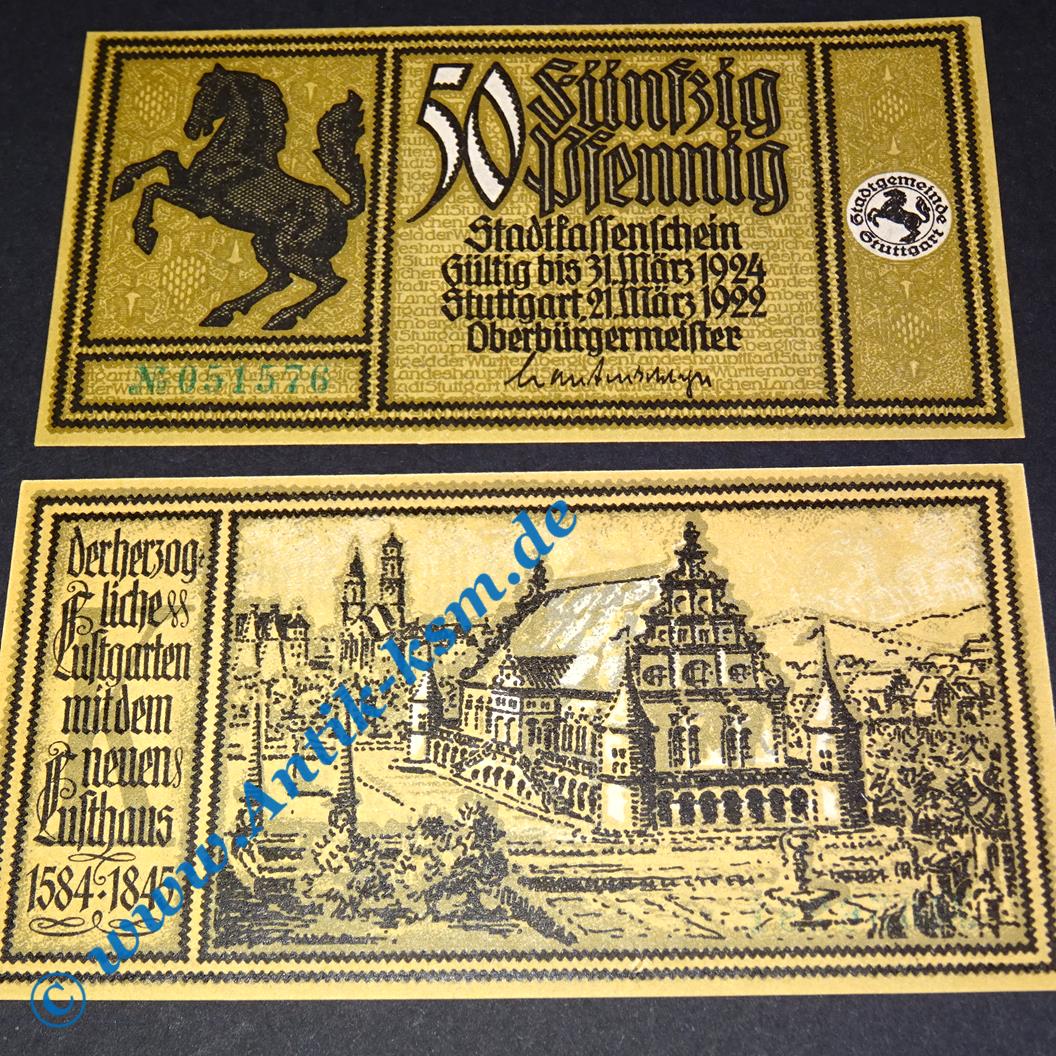 50 Fünfzig
Pfennig
Stadtkassenschein
Gültig bis 31. März 1924
Stuttgart, 21. März 1922
Oberbürgermeister
Stadtgemeinde
Stuttgart
№ 051576
Der herzog-
liche
Lustgarten
mit dem
neuen
Lusthaus
1584-1845
© www.Antik-ksm.de